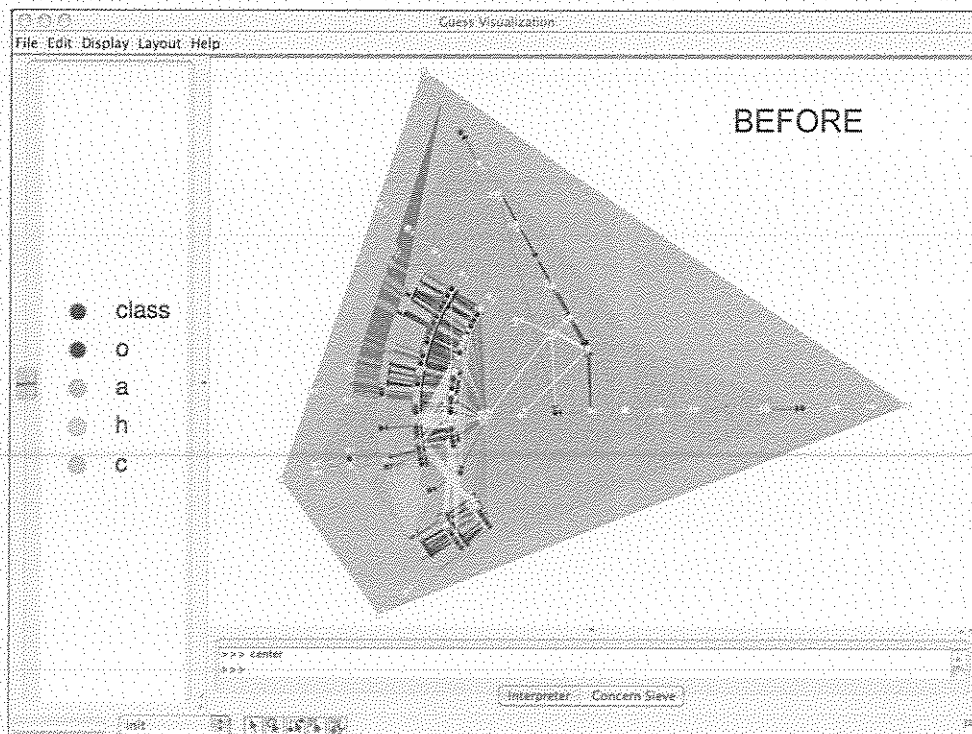 Guess Visualization
File Edit Display Layout Help
BEFORE
class
o
a
h
c
>>> center
>>>
Interpreter Concern Sieve
init